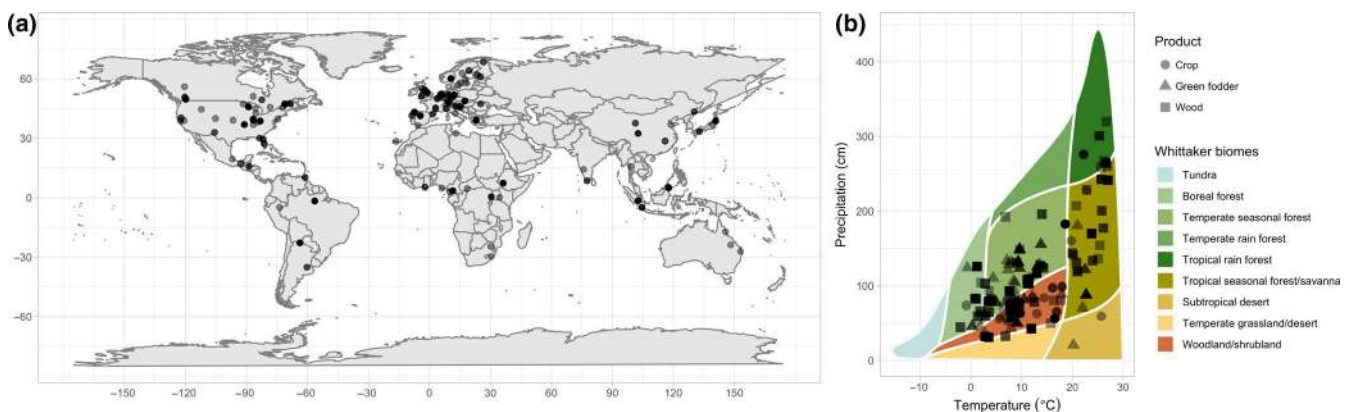 (a)
60
30
0
−30
−60
−150 −120 −90 −60 −30 0 30 60 90 120 150
(b)
Precipitation (cm)
400
300
200
100
0
−10 0 10 20 30
Temperature (°C)
Product
Crop
Green fodder
Wood
Whittaker biomes
Tundra
Boreal forest
Temperate seasonal forest
Temperate rain forest
Tropical rain forest
Tropical seasonal forest/savanna
Subtropical desert
Temperate grassland/desert
Woodland/shrubland